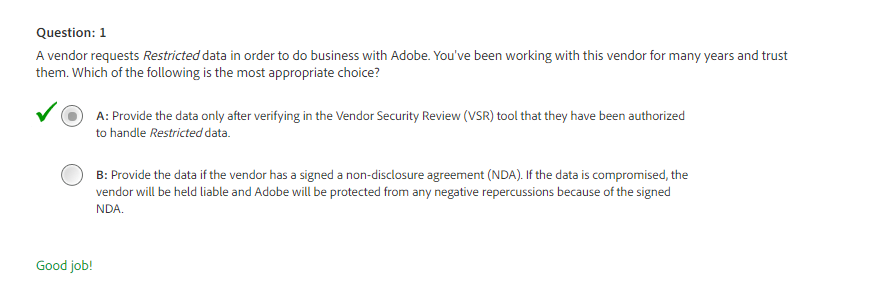 Question: 1
A vendor requests Restricted data in order to do business with Adobe. You've been working with this vendor for many years and trust
them. Which of the following is the most appropriate choice?
A: Provide the data only after verifying in the Vendor Security Review (VSR) tool that they have been authorized
to handle Restricted data.
B: Provide the data if the vendor has a signed a non-disclosure agreement (NDA). If the data is compromised, the
vendor will be held liable and Adobe will be protected from any negative repercussions because of the signed
NDA.
Good job!